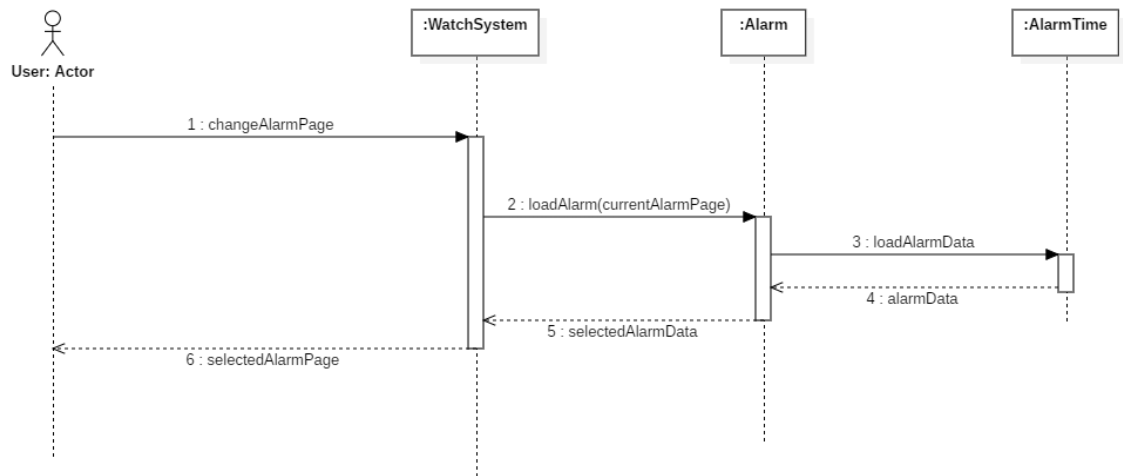 :WatchSystem
:Alarm
:AlarmTime
User: Actor
1 : changeAlarmPage
2 : loadAlarm(currentAlarmPage)
3 : loadAlarmData
4 : alarmData
5 : selectedAlarmData
6 : selectedAlarmPage